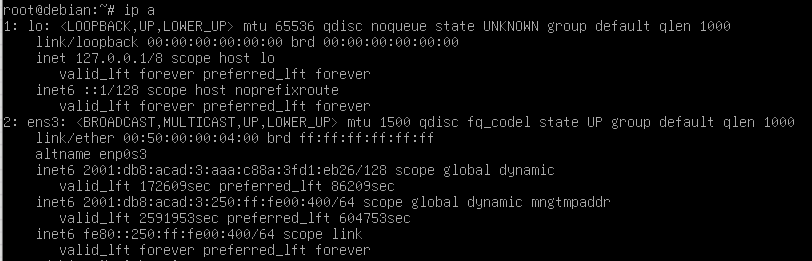 root@debian:~# ip a
1: lo: <LOOPBACK,UP,LOWER_UP> mtu 65536 qdisc noqueue state UNKNOWN group default qlen 1000
    link/loopback 00:00:00:00:00:00 brd 00:00:00:00:00:00
    inet 127.0.0.1/8 scope host lo
       valid_lft forever preferred_lft forever
    inet6 ::1/128 scope host noprefixroute
       valid_lft forever preferred_lft forever
2: ens3: <BROADCAST,MULTICAST,UP,LOWER_UP> mtu 1500 qdisc fq_codel state UP group default qlen 1000
    link/ether 00:50:00:00:04:00 brd ff:ff:ff:ff:ff:ff
    altname enp0s3
    inet6 2001:db8:acad:3:aaa:c88a:3fd1:eb26/128 scope global dynamic
       valid_lft 172609sec preferred_lft 86209sec
    inet6 2001:db8:acad:3:250:ff:fe00:400/64 scope global dynamic mngtmpaddr
       valid_lft 2591953sec preferred_lft 604753sec
    inet6 fe80::250:ff:fe00:400/64 scope link
       valid_lft forever preferred_lft forever